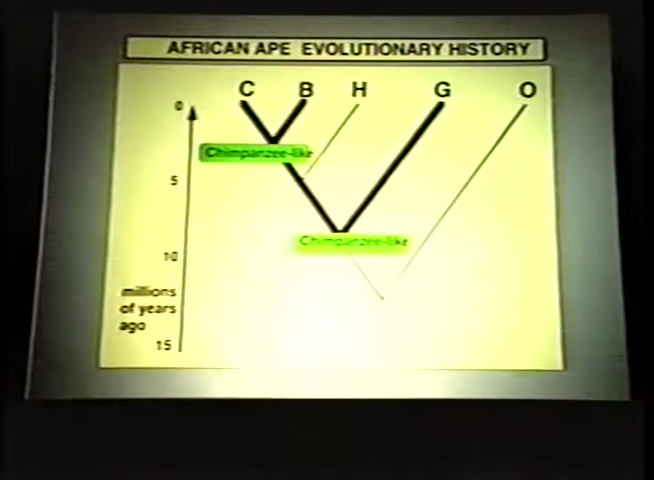 AFRICAN APE EVOLUTIONARY HISTORY
C B H G O
0
Chimpanzee-like
5
Chimpanzee-like
10
millions
of years
ago
15